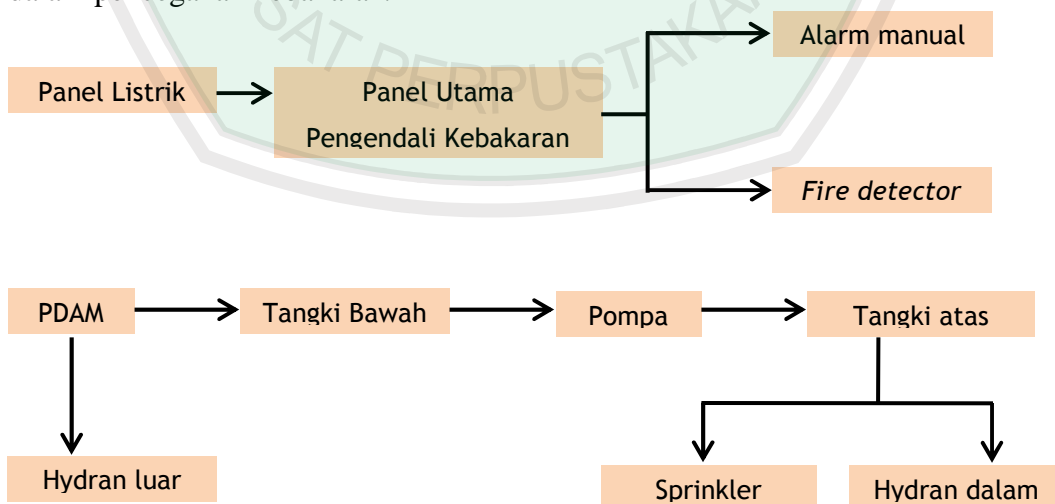 Alarm manual
Panel Listrik
Panel Utama
Pengendali Kebakaran
Fire detector
PDAM
Tangki Bawah
Pompa
Tangki atas
Hydran luar
Sprinkler
Hydran dalam